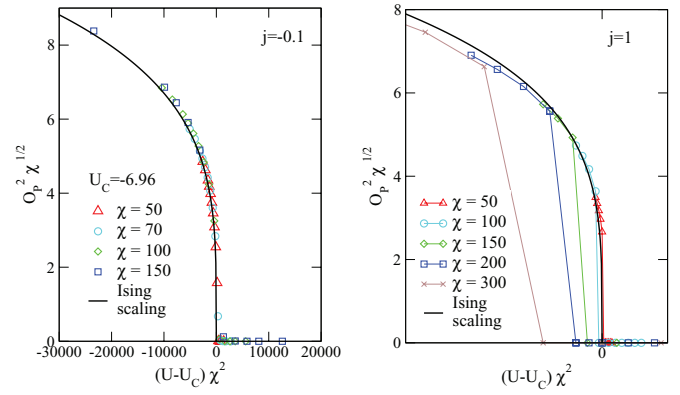 j=-0.1
8
6
4
2
0
O_P^2 χ^{1/2}
U_C=-6.96
χ = 50
χ = 70
χ = 100
χ = 150
Ising
scaling
-30000 -20000 -10000 0 10000 20000
(U-U_C) χ^2
j=1
8
6
4
2
0
O_P^2 χ^{1/2}
χ = 50
χ = 100
χ = 150
χ = 200
χ = 300
Ising
scaling
0
(U-U_C) χ^2